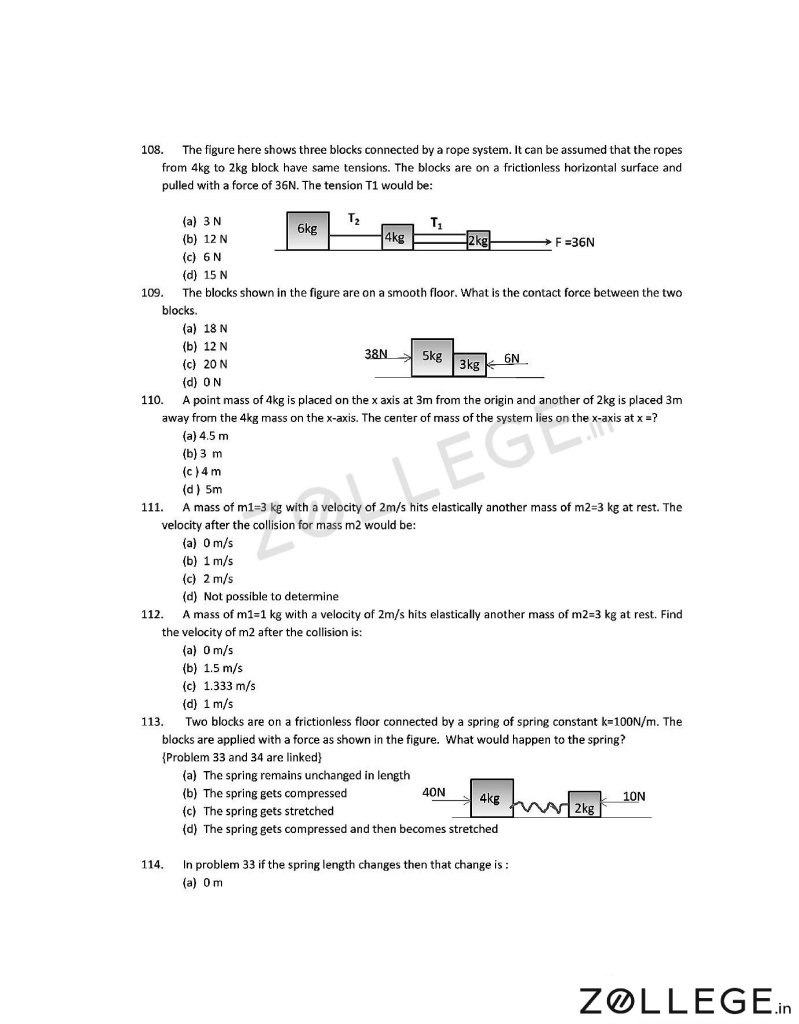 108. The figure here shows three blocks connected by a rope system. It can be assumed that the ropes
from 4kg to 2kg block have same tensions. The blocks are on a frictionless horizontal surface and
pulled with a force of 36N. The tension T1 would be:
(a) 3 N
(b) 12 N
(c) 6 N
(d) 15 N
6kg T₂ 4kg T₁ 2kg F =36N
109. The blocks shown in the figure are on a smooth floor. What is the contact force between the two
blocks.
(a) 18 N
(b) 12 N
(c) 20 N
(d) 0 N
38N 5kg 3kg 6N
110. A point mass of 4kg is placed on the x axis at 3m from the origin and another of 2kg is placed 3m
away from the 4kg mass on the x-axis. The center of mass of the system lies on the x-axis at x =?
(a) 4.5 m
(b) 3 m
(c ) 4 m
(d ) 5m
111. A mass of m1=3 kg with a velocity of 2m/s hits elastically another mass of m2=3 kg at rest. The
velocity after the collision for mass m2 would be:
(a) 0 m/s
(b) 1 m/s
(c) 2 m/s
(d) Not possible to determine
112. A mass of m1=1 kg with a velocity of 2m/s hits elastically another mass of m2=3 kg at rest. Find
the velocity of m2 after the collision is:
(a) 0 m/s
(b) 1.5 m/s
(c) 1.333 m/s
(d) 1 m/s
113. Two blocks are on a frictionless floor connected by a spring of spring constant k=100N/m. The
blocks are applied with a force as shown in the figure. What would happen to the spring?
{Problem 33 and 34 are linked}
(a) The spring remains unchanged in length
(b) The spring gets compressed
(c) The spring gets stretched
(d) The spring gets compressed and then becomes stretched
40N 4kg 2kg 10N
114. In problem 33 if the spring length changes then that change is :
(a) 0 m
ZOLLEGE.in
ZOLLEGE.in